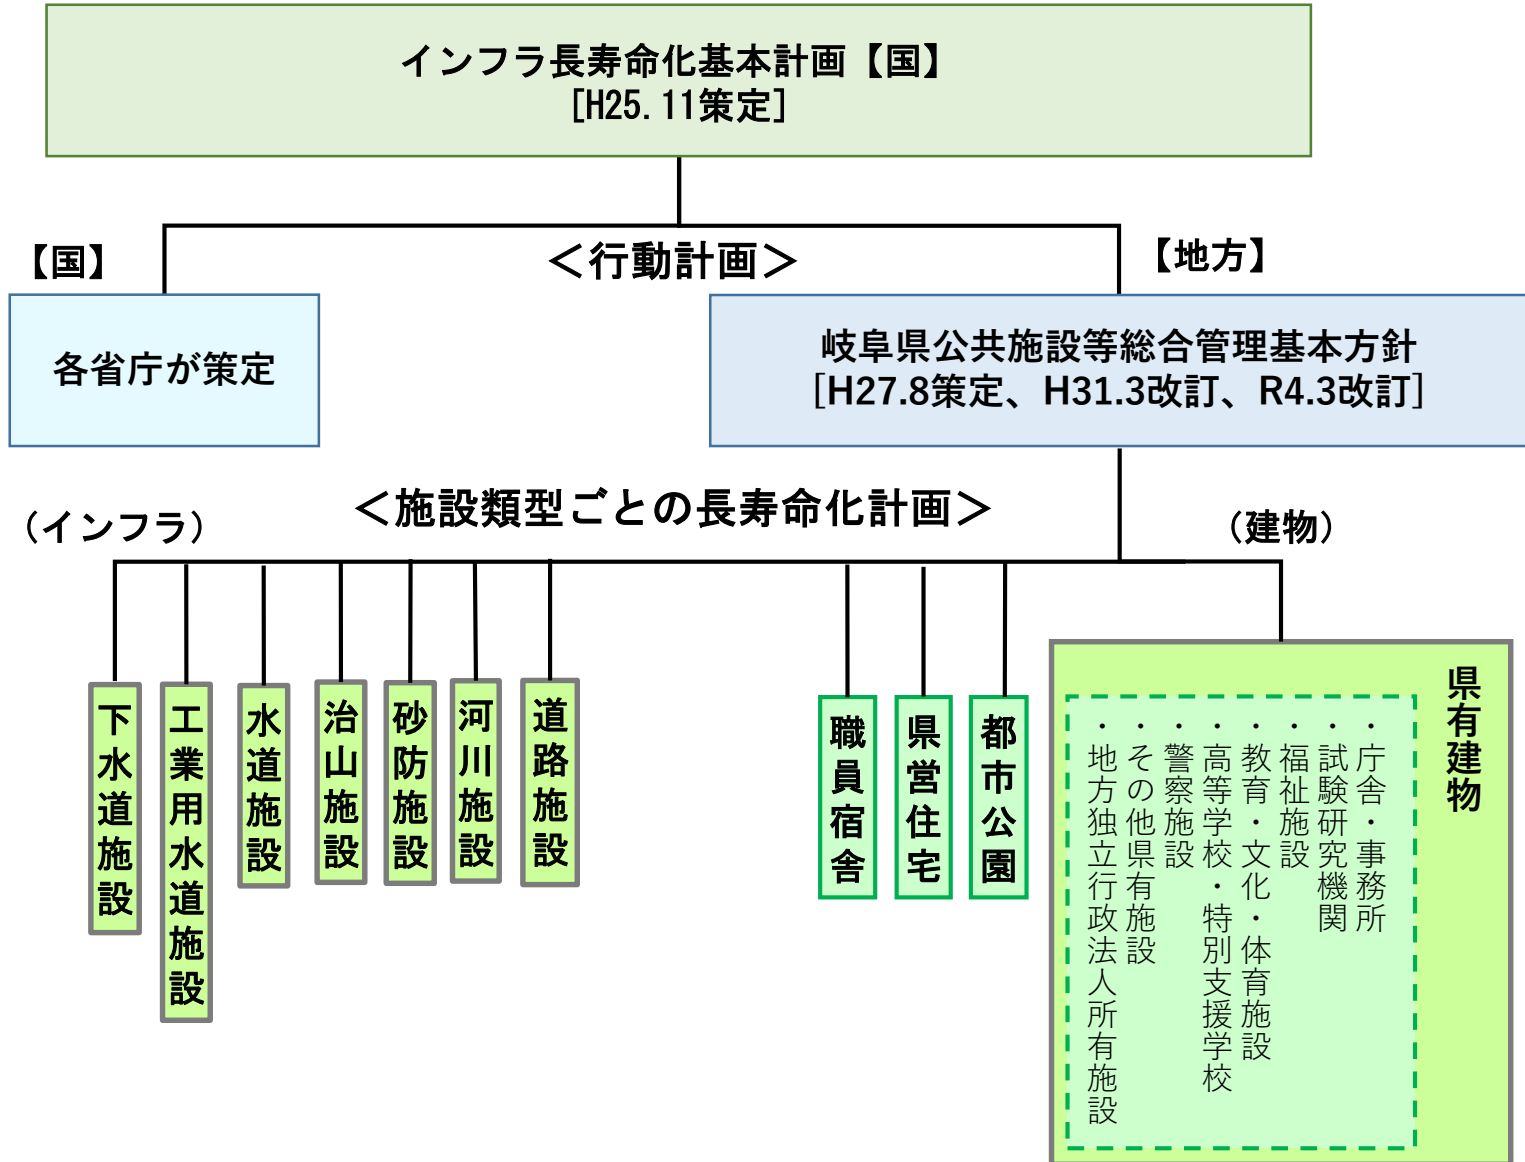 インフラ長寿命化基本計画【国】
[H25.11策定]
【国】
＜行動計画＞
【地方】
各省庁が策定
岐阜県公共施設等総合管理基本方針
[H27.8策定、H31.3改訂、R4.3改訂]
＜施設類型ごとの長寿命化計画＞
（インフラ）
（建物）
下水道施設
工業用水道施設
水道施設
治山施設
砂防施設
河川施設
道路施設
職員宿舎
県営住宅
都市公園
県有建物
・庁舎・事務所
・試験研究機関
・福祉施設
・教育・文化・体育施設
・高等学校・特別支援学校
・警察施設
・その他県有施設
・地方独立行政法人所有施設